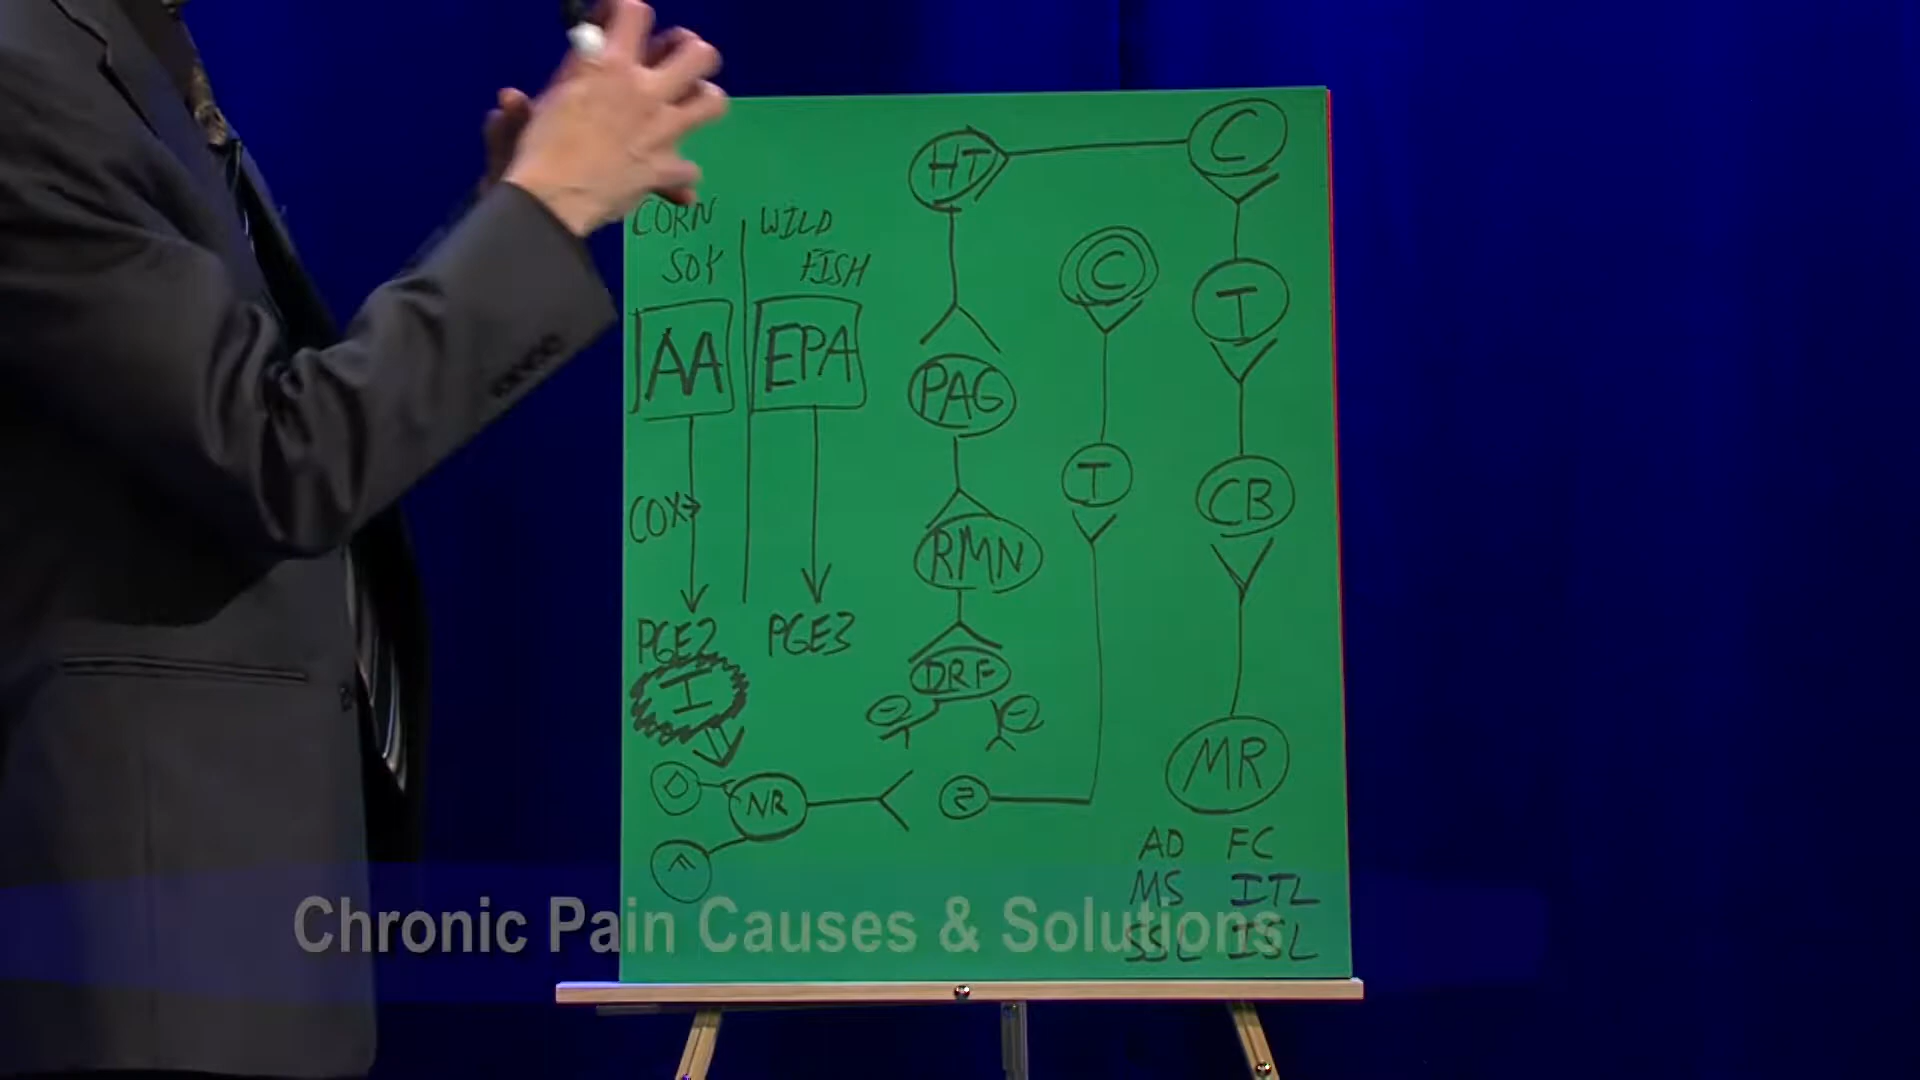 CORN
SOY
WILD
FISH
AA
EPA
COX
PGE2
PGE3
I
NR
HT
C
PAG
RMN
DRF
C
T
2
T
CB
MR
AD FC
MS ITL
SSL ISL
Chronic Pain Causes & Solutions